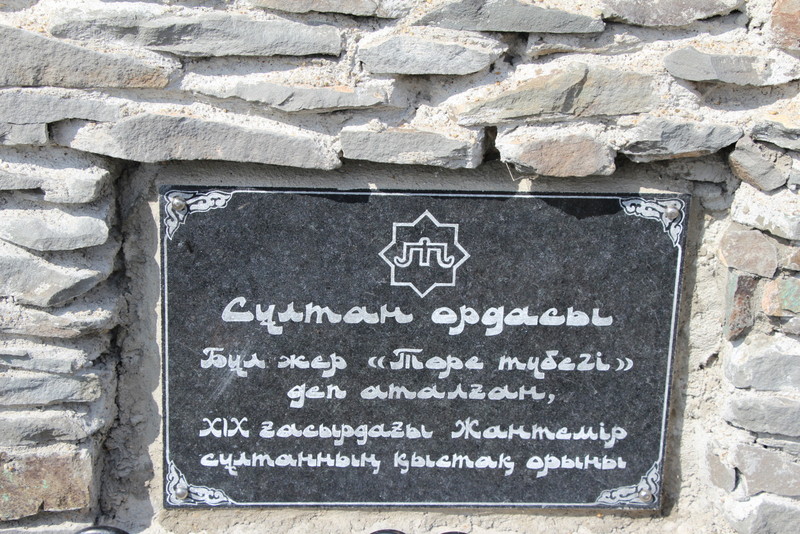 Сұлтан ордасы
Бұл жер «Төре түбегі»
деп аталған,
XIX ғасырдағы Жантемір
сұлтанның қыстақ орыны